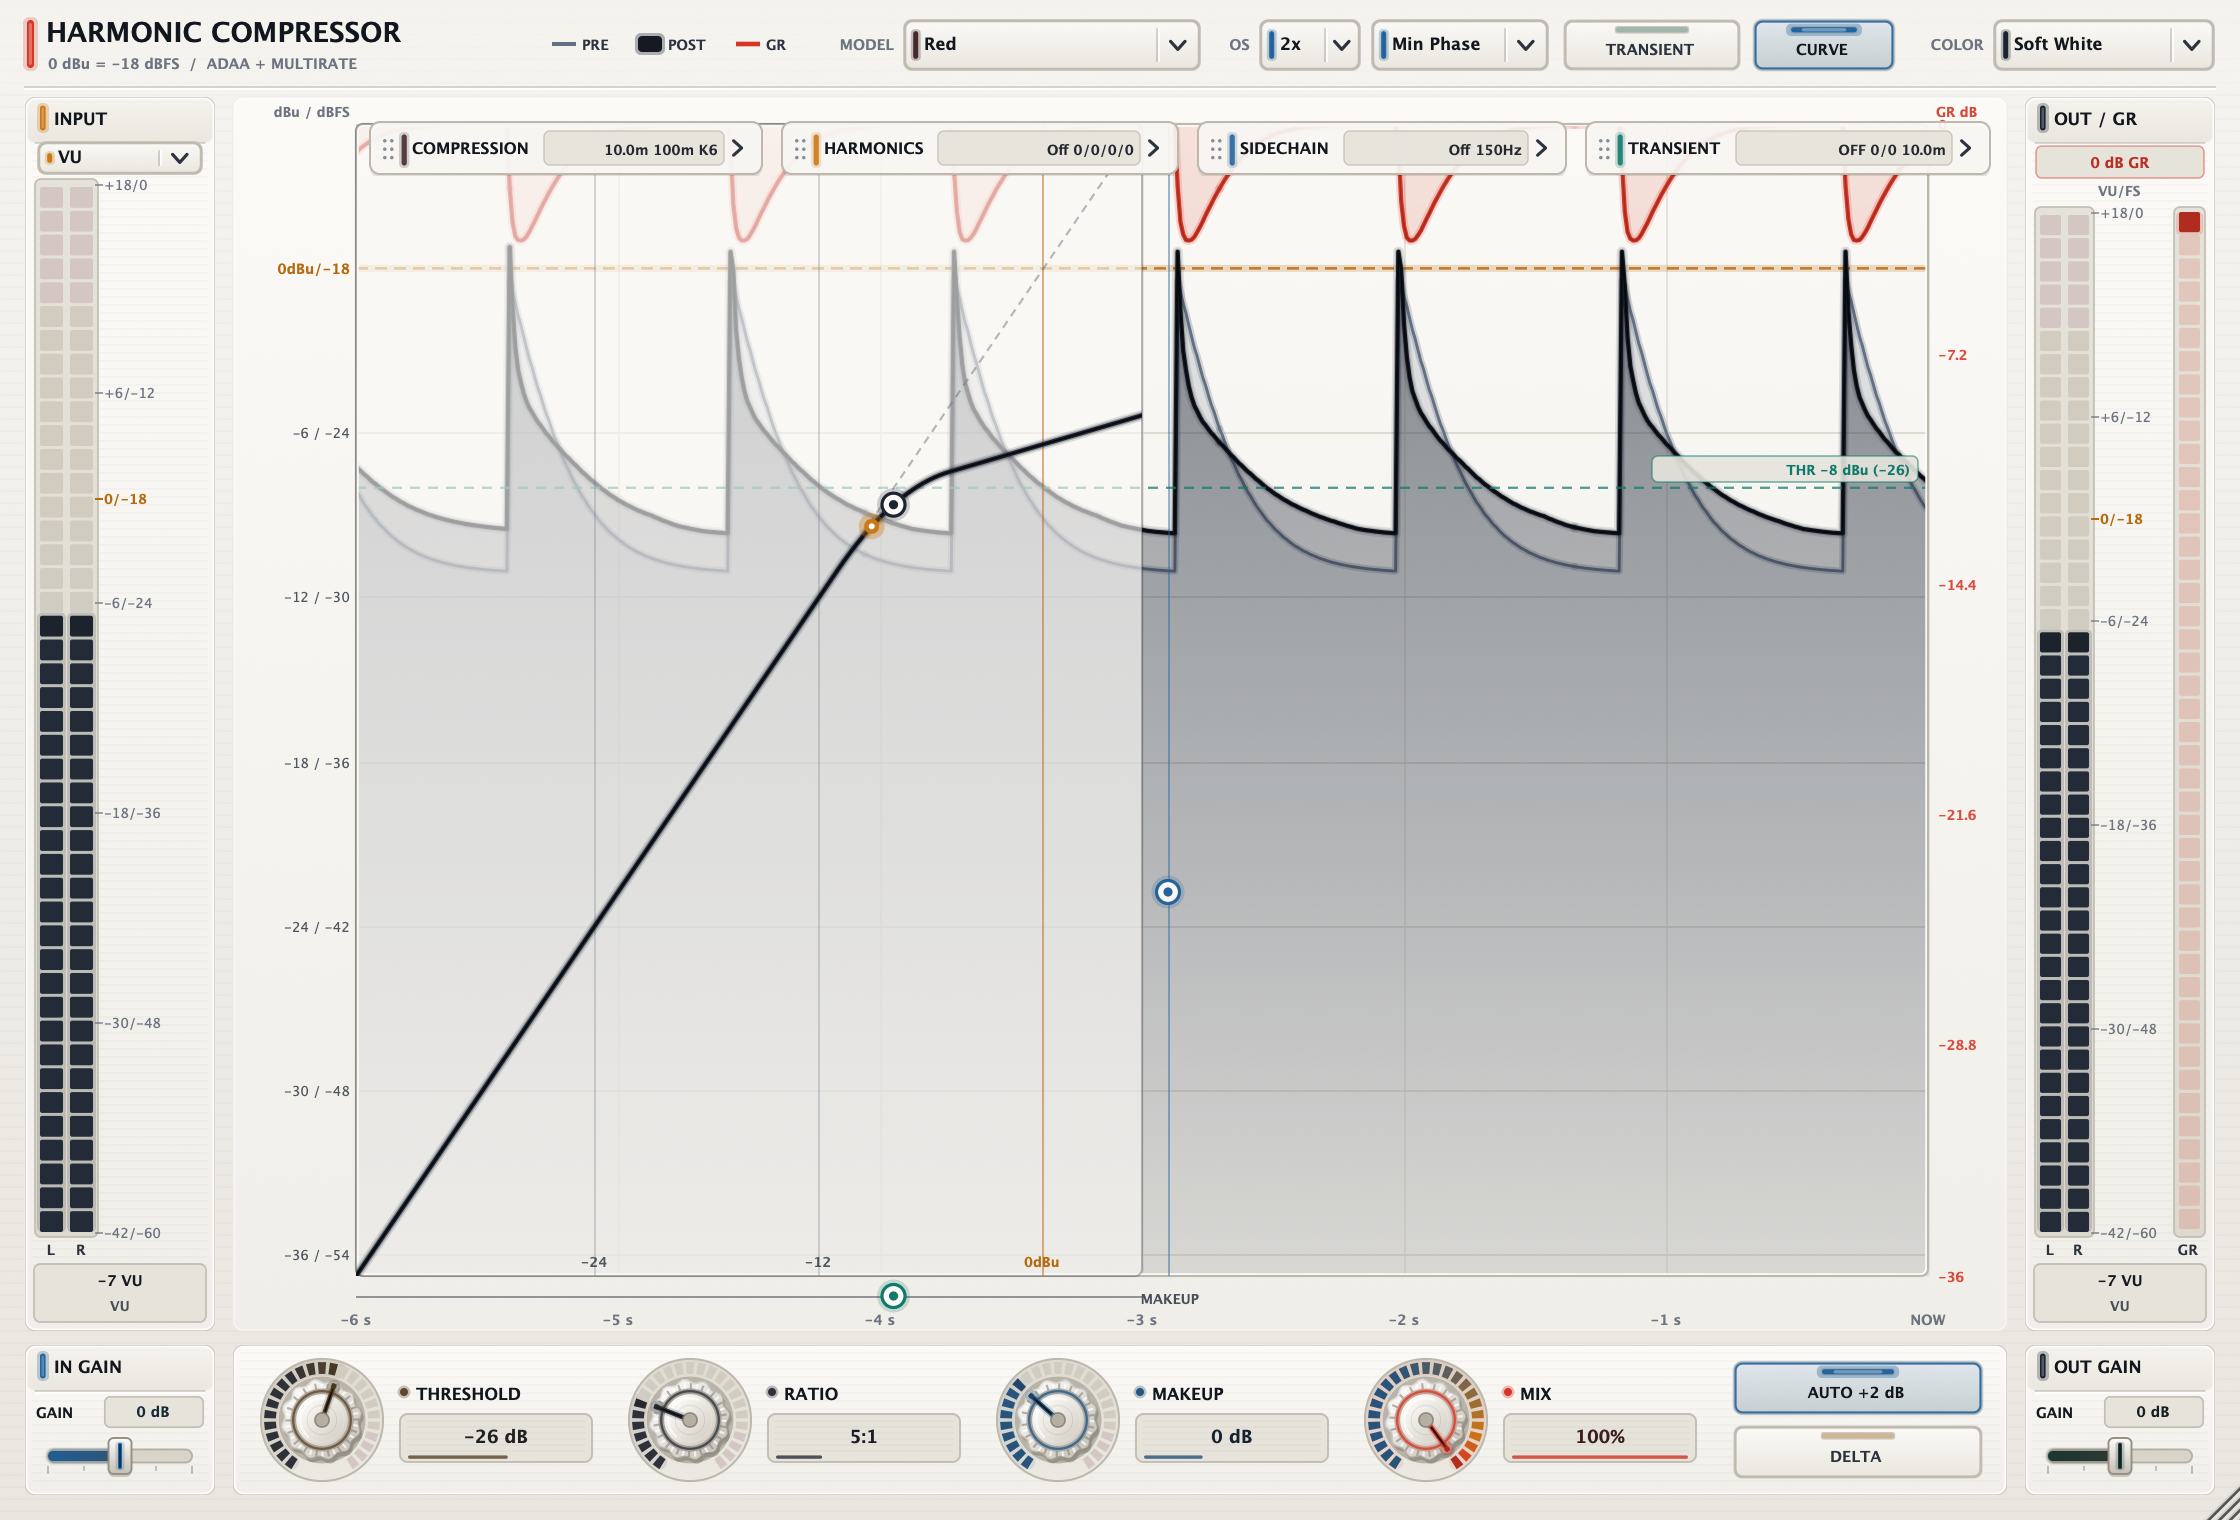 HARMONIC COMPRESSOR
0 dBu = -18 dBFS / ADAA + MULTIRATE
PRE POST GR
MODEL Red
OS 2x Min Phase
TRANSIENT
CURVE
COLOR Soft White
INPUT
VU
+18/0
+6/-12
0/-18
-6/-24
-18/-36
-30/-48
-42/-60
L R
-7 VU
VU
dBu / dBFS
GR dB
COMPRESSION 10.0m 100m K6
HARMONICS Off 0/0/0/0
SIDECHAIN Off 150Hz
TRANSIENT OFF 0/0 10.0m
0dBu/-18
-6 / -24
-12 / -30
-18 / -36
-24 / -42
-30 / -48
-36 / -54
THR -8 dBu (-26)
-7.2
-14.4
-21.6
-28.8
-36
-24 -12 0dBu
MAKEUP
-6 s -5 s -4 s -3 s -2 s -1 s NOW
OUT / GR
0 dB GR
VU/FS
+18/0
+6/-12
0/-18
-6/-24
-18/-36
-30/-48
-42/-60
L R GR
-7 VU
VU
IN GAIN
GAIN 0 dB
THRESHOLD
-26 dB
RATIO
5:1
MAKEUP
0 dB
MIX
100%
AUTO +2 dB
DELTA
OUT GAIN
GAIN 0 dB